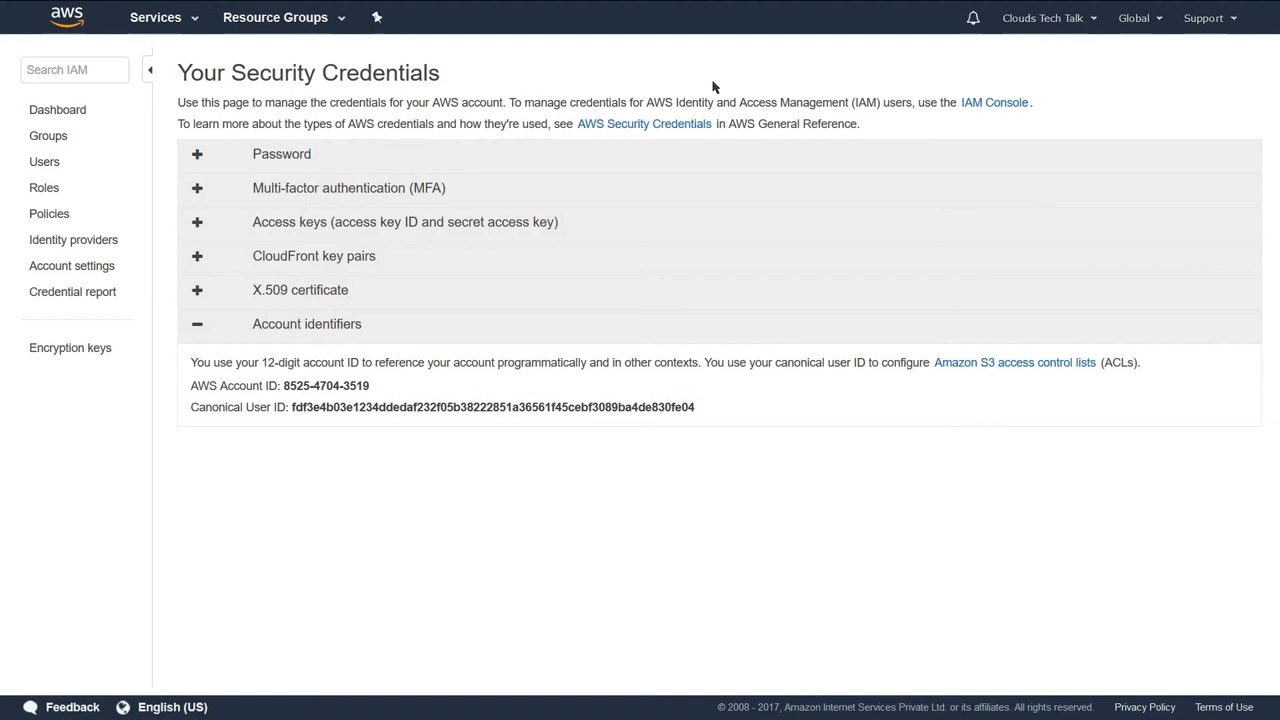 aws Services Resource Groups Clouds Tech Talk Global Support
Search IAM
Dashboard
Groups
Users
Roles
Policies
Identity providers
Account settings
Credential report
Encryption keys
Your Security Credentials
Use this page to manage the credentials for your AWS account. To manage credentials for AWS Identity and Access Management (IAM) users, use the IAM Console.
To learn more about the types of AWS credentials and how they're used, see AWS Security Credentials in AWS General Reference.
Password
Multi-factor authentication (MFA)
Access keys (access key ID and secret access key)
CloudFront key pairs
X.509 certificate
Account identifiers
You use your 12-digit account ID to reference your account programmatically and in other contexts. You use your canonical user ID to configure Amazon S3 access control lists (ACLs).
AWS Account ID: 8525-4704-3519
Canonical User ID: fdf3e4b03e1234ddedaf232f05b38222851a36561f45cebf3089ba4de830fe04
Feedback English (US) © 2008 - 2017, Amazon Internet Services Private Ltd. or its affiliates. All rights reserved. Privacy Policy Terms of Use